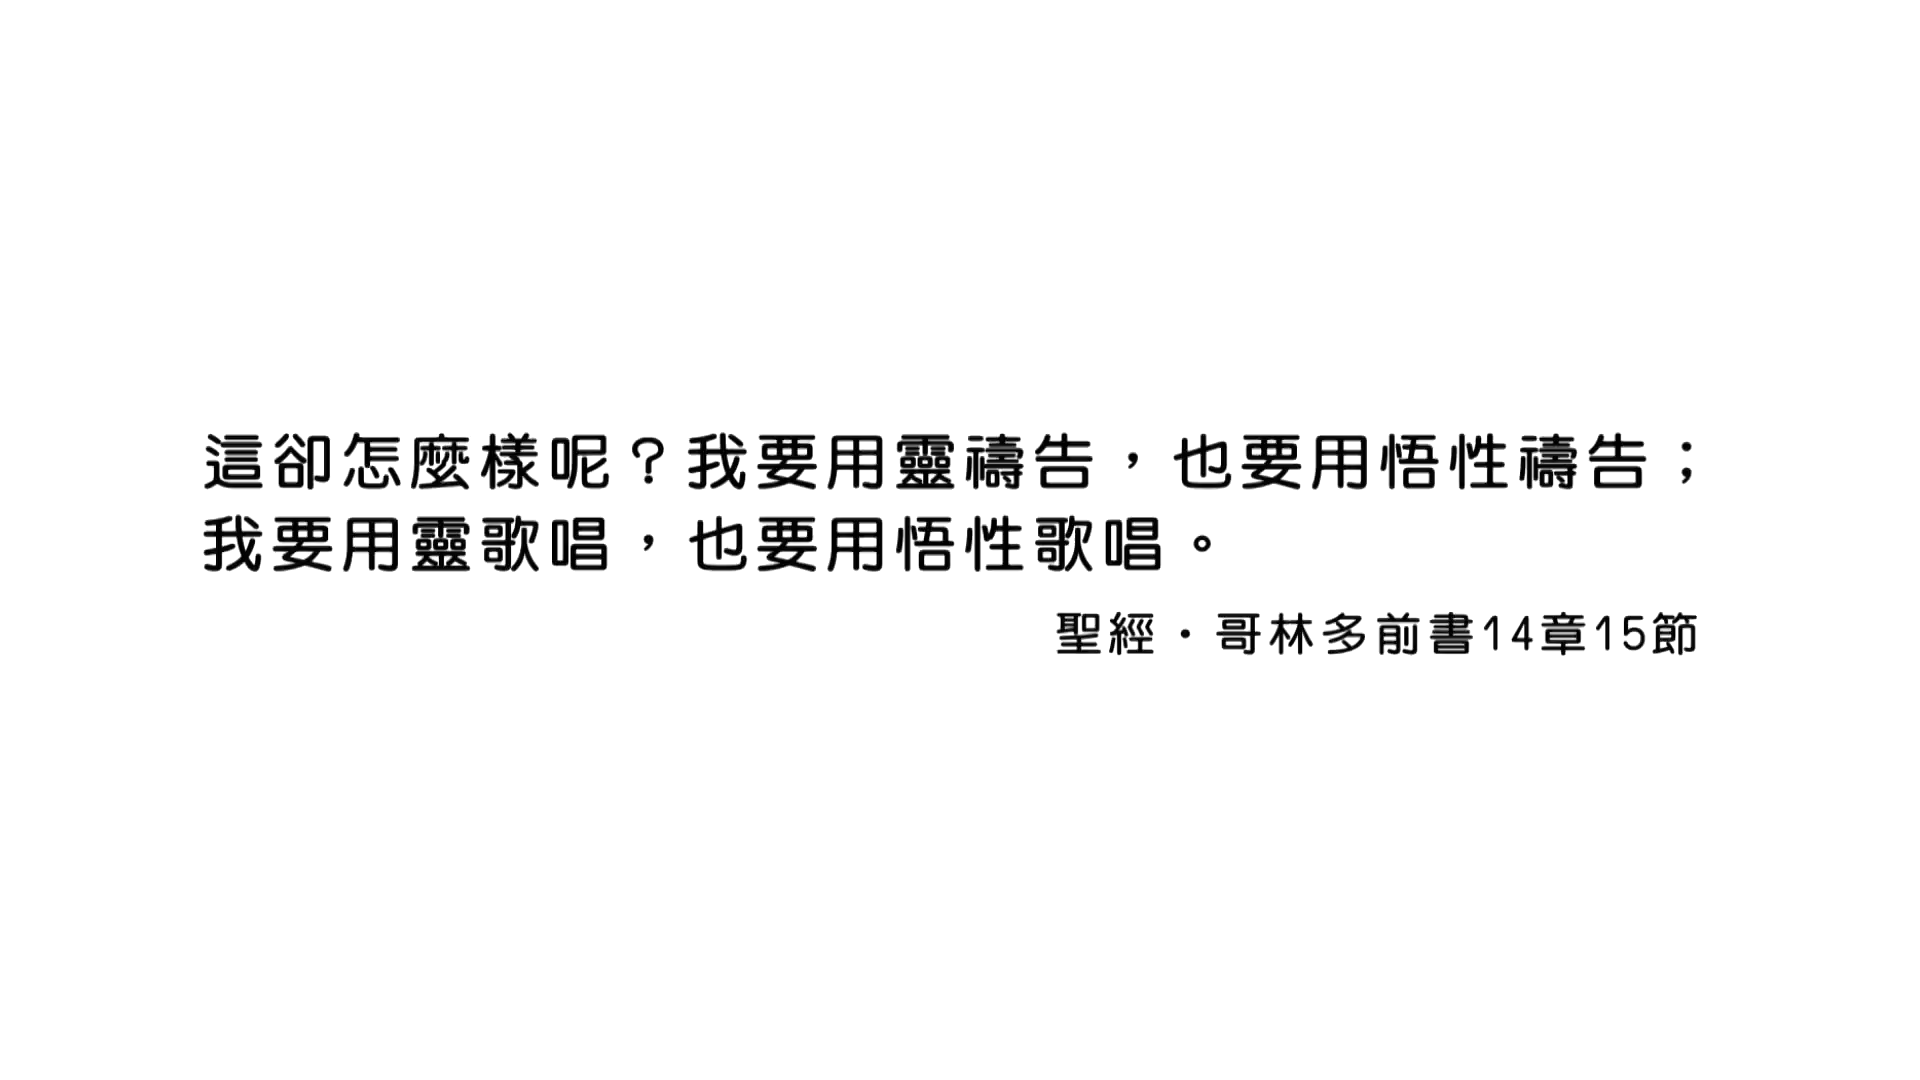 這卻怎麼樣呢？我要用靈禱告，也要用悟性禱告；
我要用靈歌唱，也要用悟性歌唱。
聖經・哥林多前書14章15節